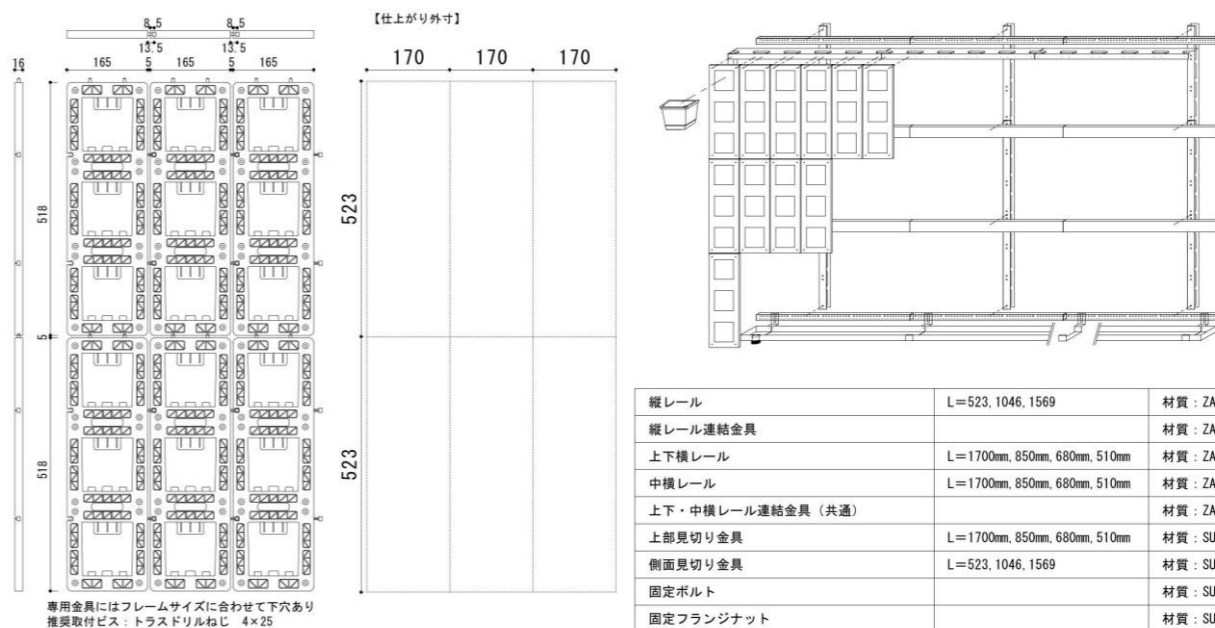 8.5 8.5
13.5 13.5
16 165 5 165 5 165
518
5
518
専用金具にはフレームサイズに合わせて下穴あり
推奨取付ビス:トラスドリルねじ 4×25
【仕上がり外寸】
170 170 170
523
523
縦レール L=523,1046,1569 材質:ZA
縦レール連結金具 材質:ZA
上下横レール L=1700mm,850mm,680mm,510mm 材質:ZA
中横レール L=1700mm,850mm,680mm,510mm 材質:ZA
上下・中横レール連結金具(共通) 材質:ZA
上部見切り金具 L=1700mm,850mm,680mm,510mm 材質:SU
側面見切り金具 L=523,1046,1569 材質:SU
固定ボルト 材質:SU
固定フランジナット 材質:SU